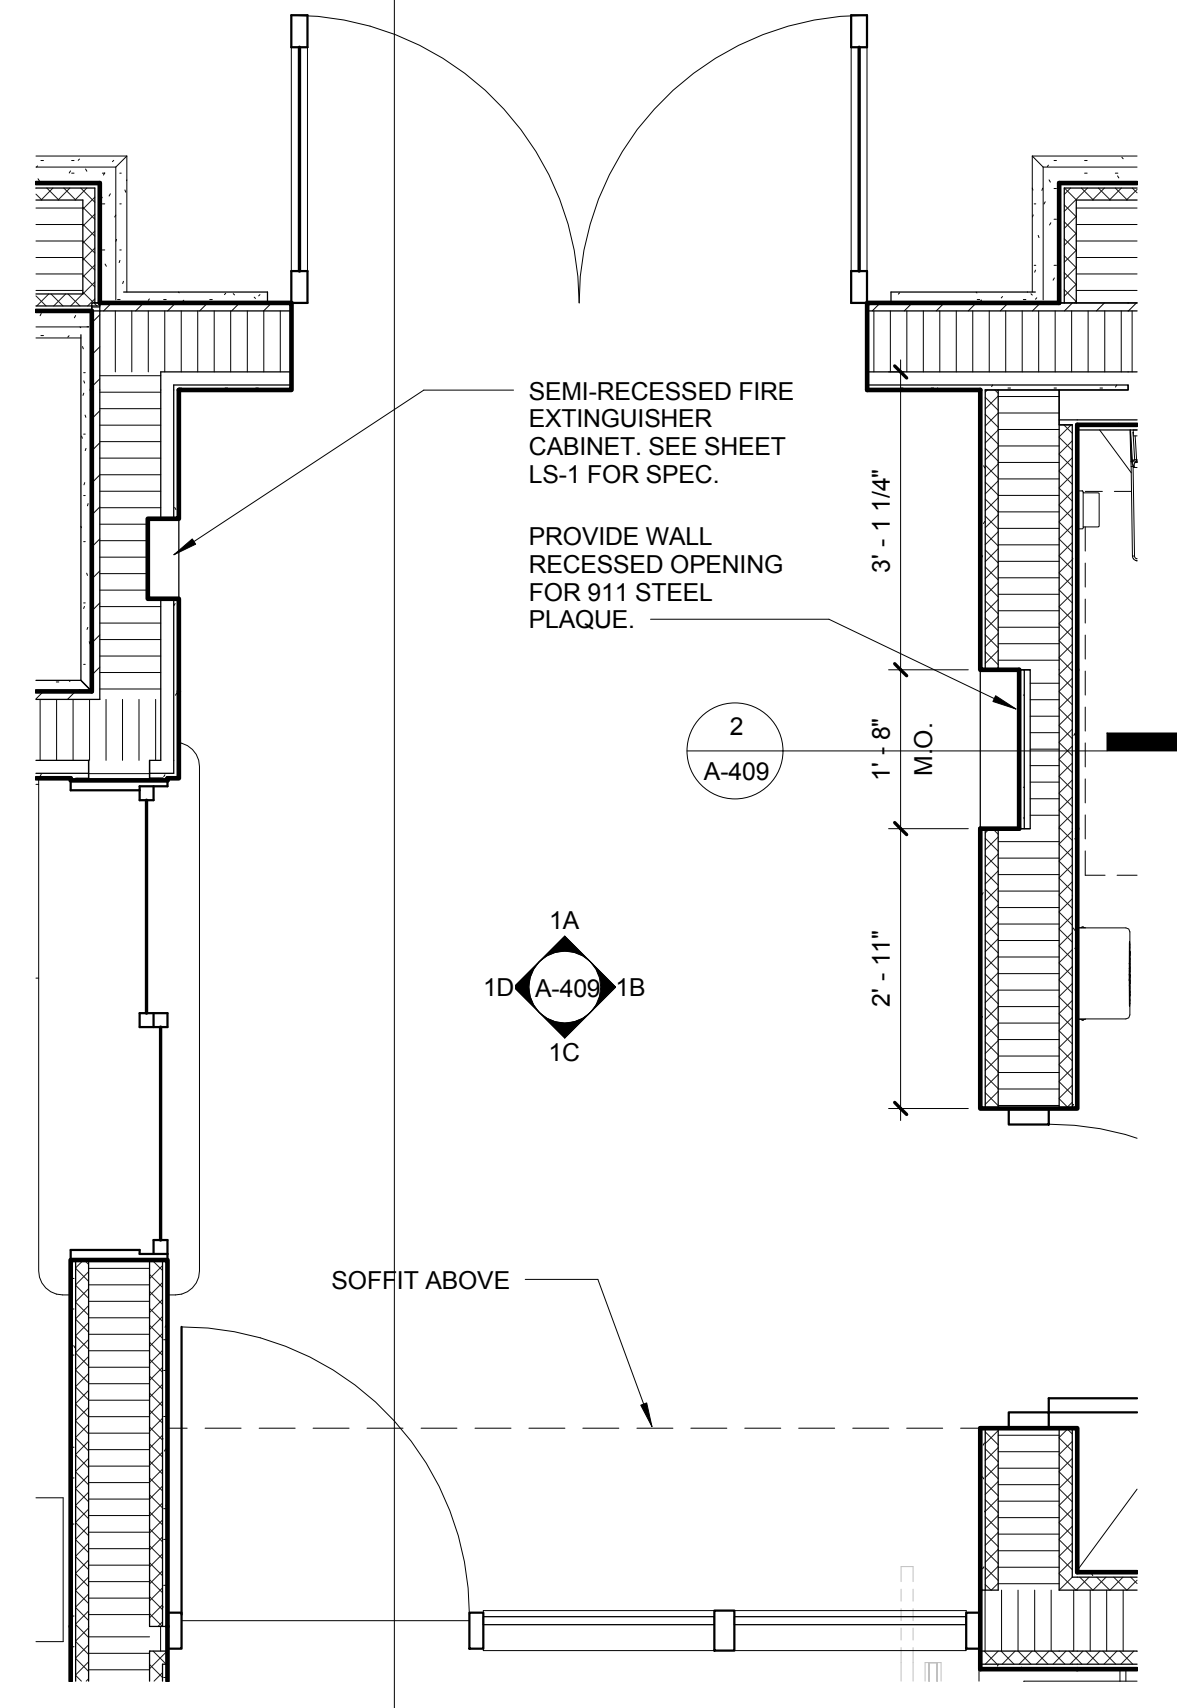 SEMI-RECESSED FIRE
EXTINGUISHER
CABINET. SEE SHEET
LS-1 FOR SPEC.
PROVIDE WALL
RECESSED OPENING
FOR 911 STEEL
PLAQUE.
3' - 1 1/4"
1' - 8"
M.O.
2' - 11"
2
A-409
1A
1D
A-409
1B
1C
SOFFIT ABOVE